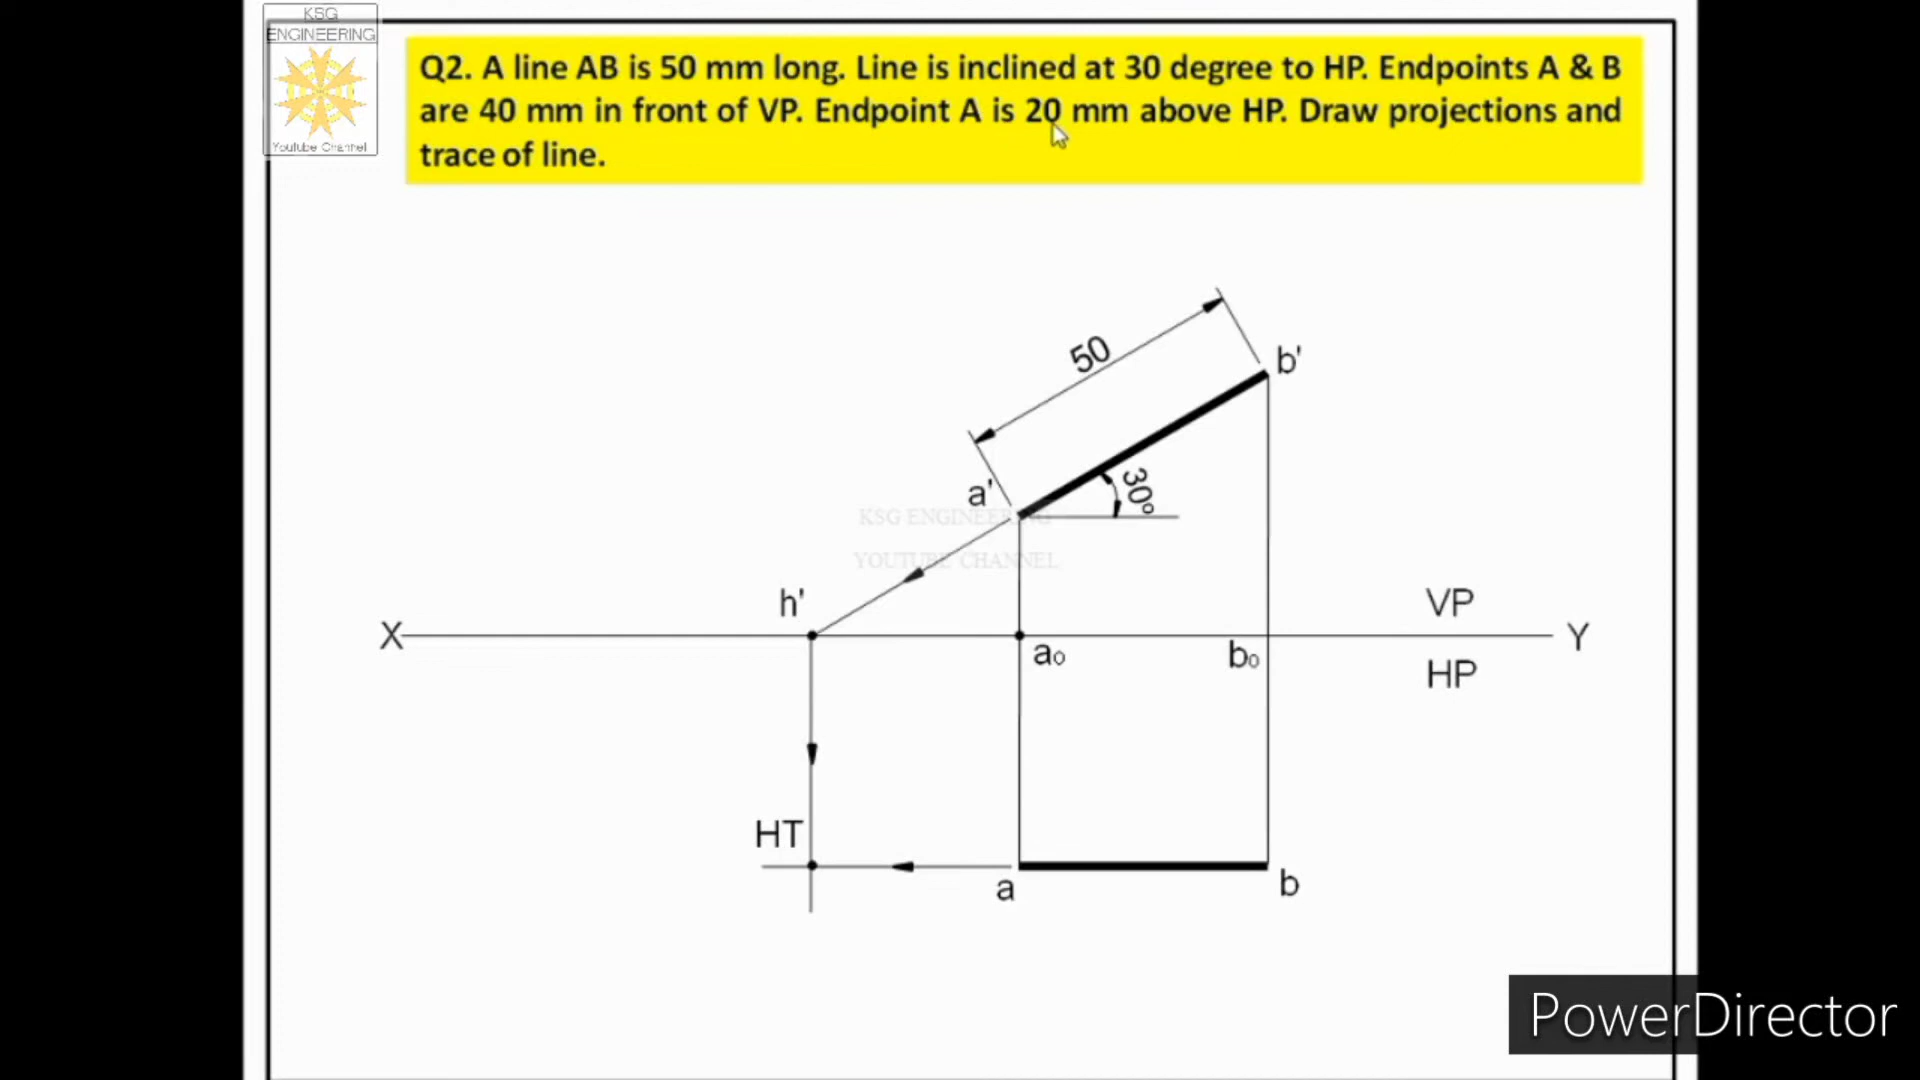 KSG
ENGINEERING
Youtube Channel
Q2. A line AB is 50 mm long. Line is inclined at 30 degree to HP. Endpoints A & B
are 40 mm in front of VP. Endpoint A is 20 mm above HP. Draw projections and
trace of line.
50
b'
30º
a'
KSG ENGINEERING
YOUTUBE CHANNEL
h'
VP
X
Y
a₀
b₀
HP
HT
a
b
PowerDirector